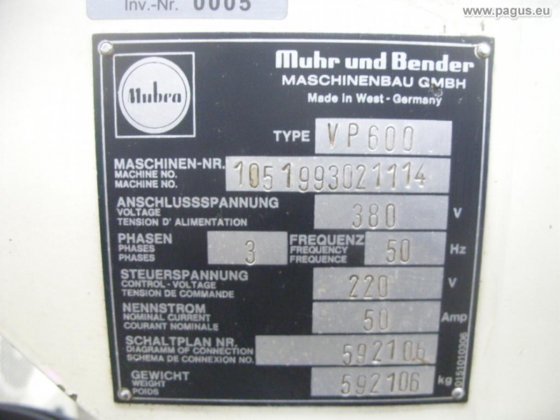 www.pagus.eu
Inv.-Nr. 0005
Mubea
Muhr und Bender
MASCHINENBAU GMBH
Made in West - Germany
TYPE VP600
MASCHINEN-NR. 1051993021114
MACHINE NO.
MACHINE NO.
ANSCHLUSSSPANNUNG 380 V
VOLTAGE
TENSION D'ALIMENTATION
PHASEN 3 FREQUENZ 50 Hz
PHASES FREQUENCY
PHASES FREQUENCE
STEUERSPANNUNG 220 V
CONTROL - VOLTAGE
TENSION DE COMMANDE
NENNSTROM 50 Amp
NOMINAL CURRENT
COURANT NOMINALE
SCHALTPLAN NR. 592106
DIAGRAMM OF CONNECTION
SCHEMA DE CONNEXION NO.
GEWICHT 592106 kg
WEIGHT
POIDS